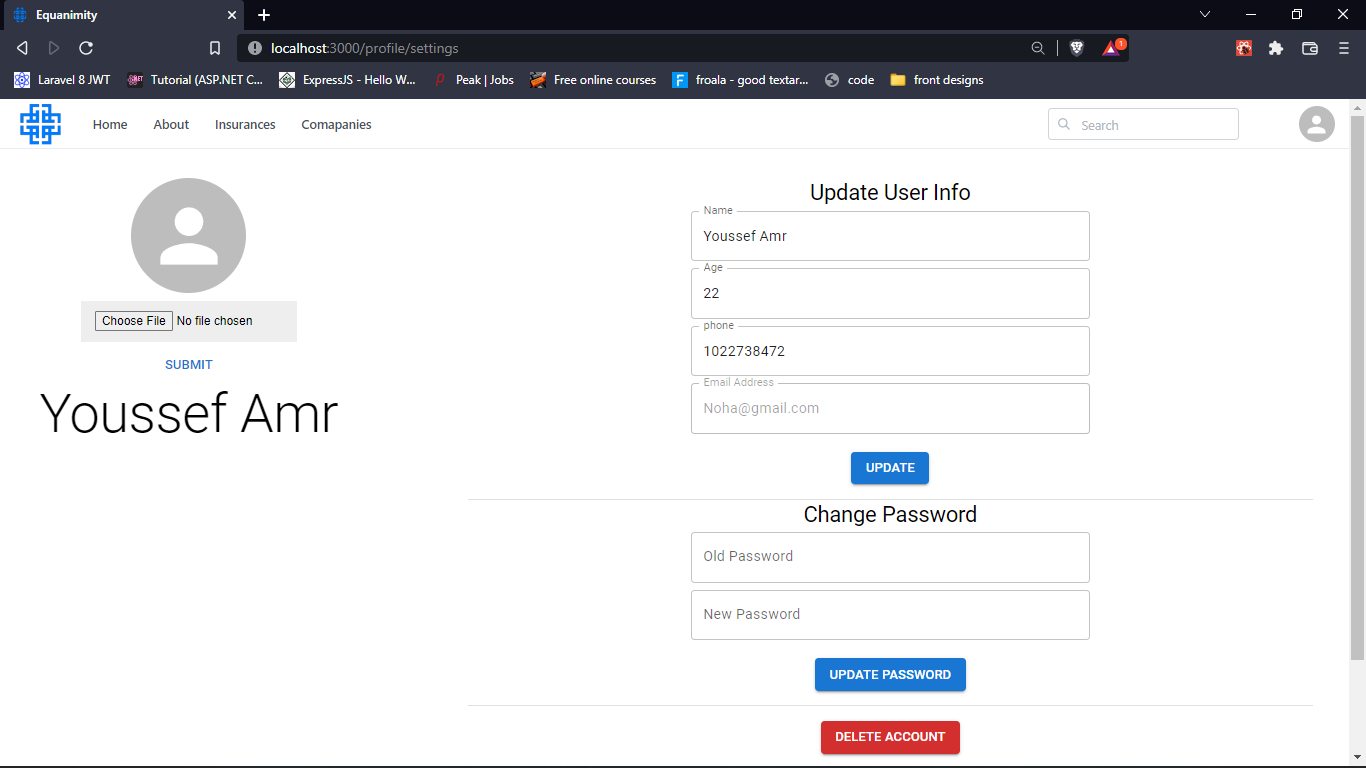 Equanimity
localhost:3000/profile/settings
1
Laravel 8 JWT Tutorial (ASP.NET C... ExpressJS - Hello W... Peak | Jobs Free online courses froala - good textar... code front designs
Home About Insurances Comapanies Search
Update User Info
Name
Youssef Amr
Age
22
phone
1022738472
Email Address
Noha@gmail.com
UPDATE
Choose File No file chosen
SUBMIT
Youssef Amr
Change Password
Old Password
New Password
UPDATE PASSWORD
DELETE ACCOUNT